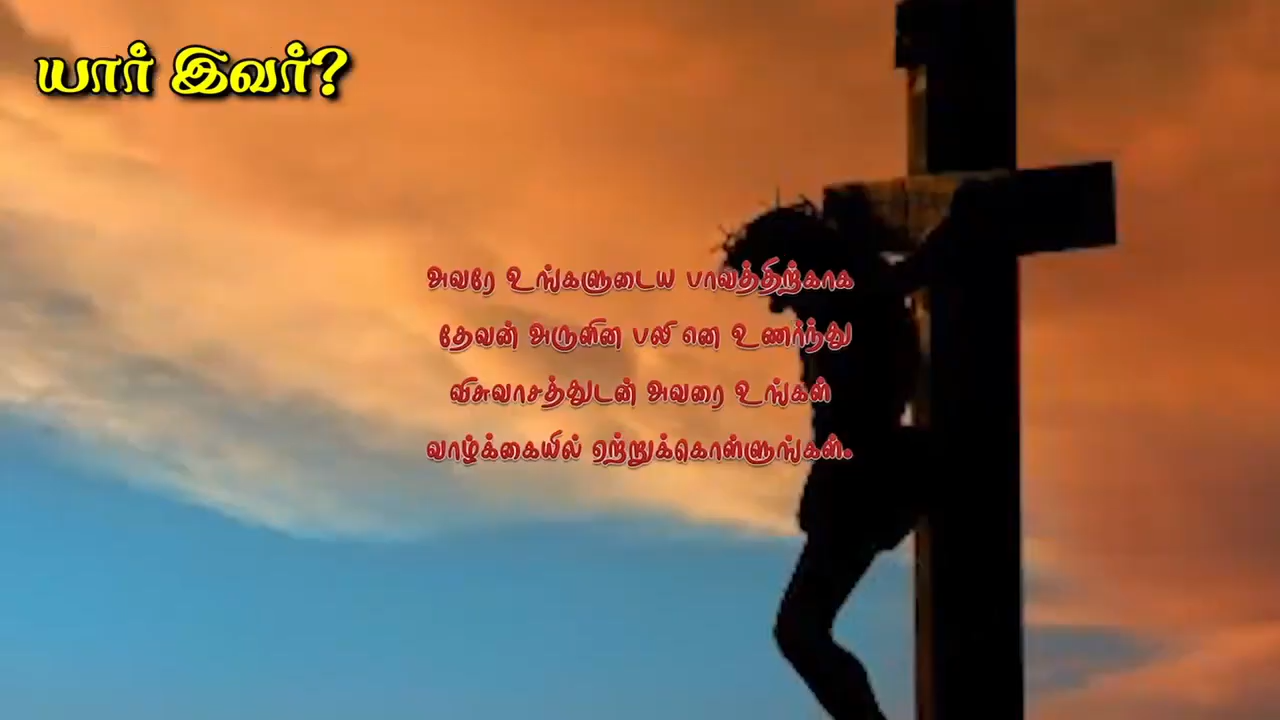 யார் இவர்?
அவரே உங்களுடைய பாவத்திற்காக
தேவன் அருளின பலி என உணர்ந்து
விசுவாசத்துடன் அவரை உங்கள்
வாழ்க்கையில் ஏற்றுக்கொள்ளுங்கள்.